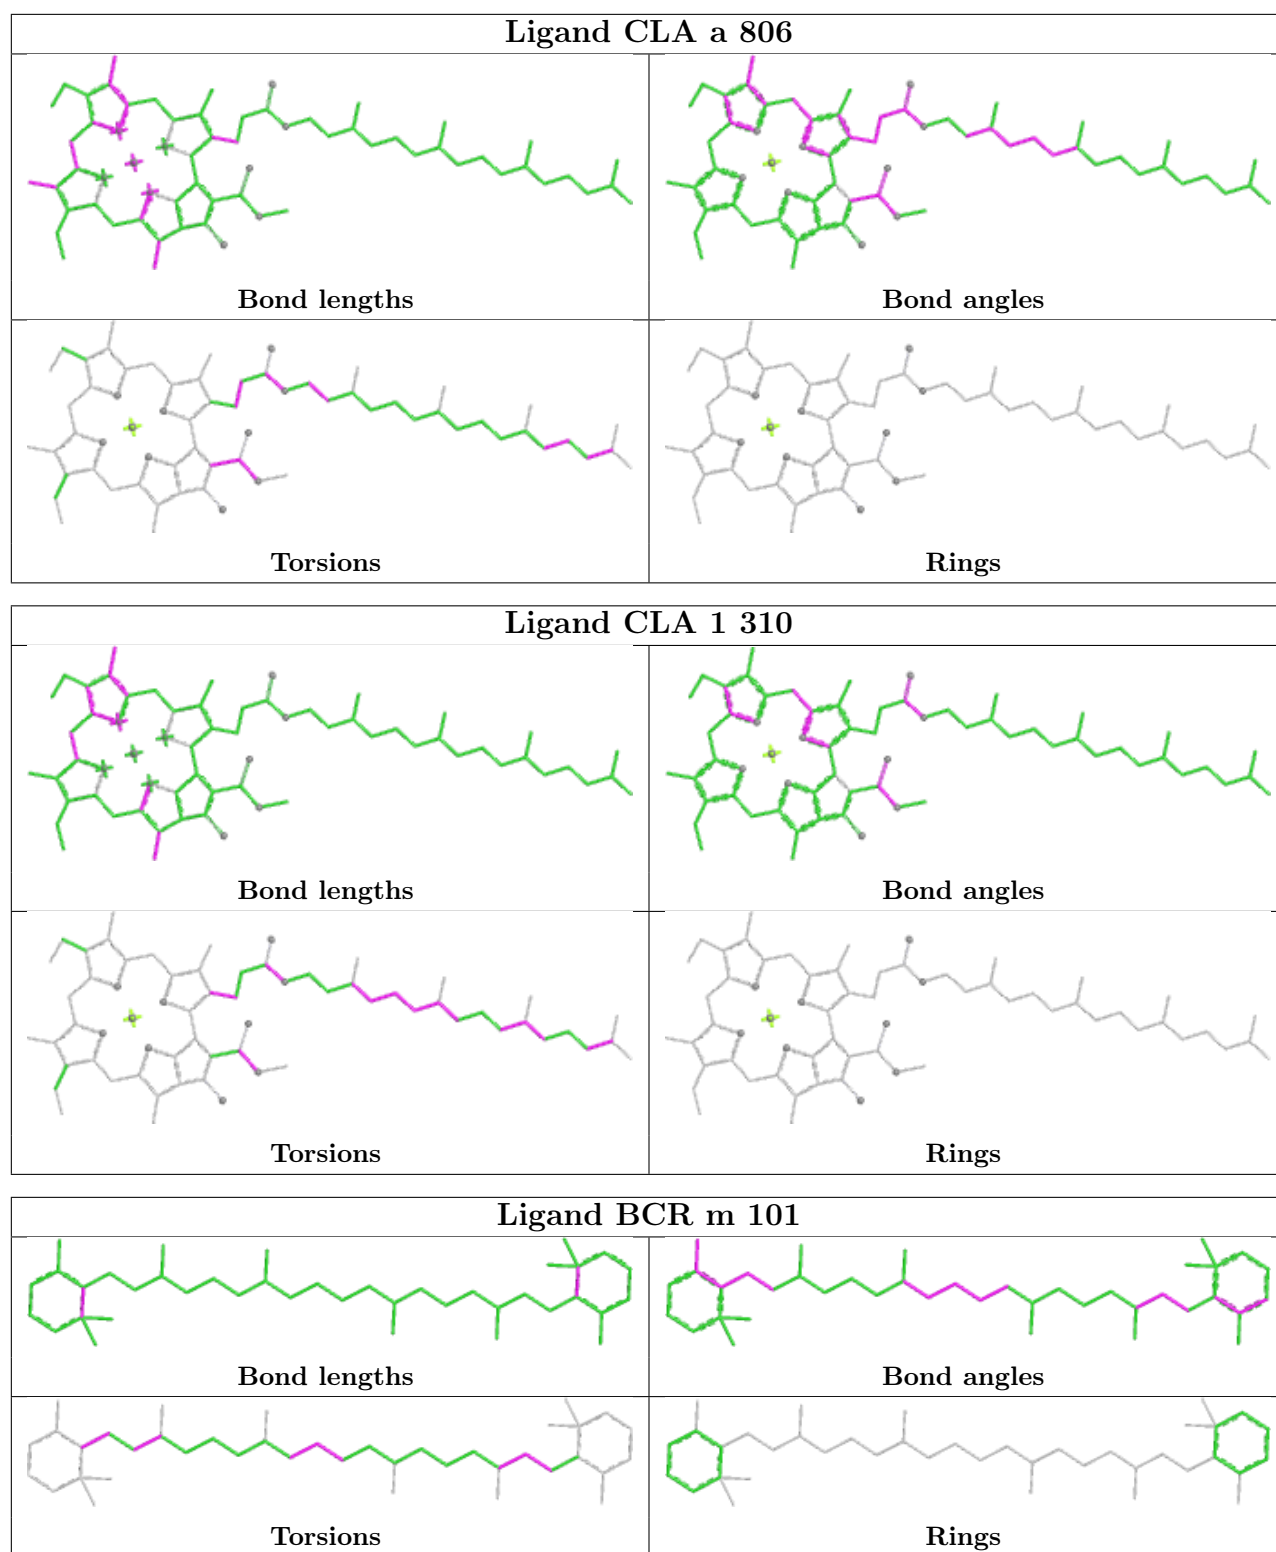 Ligand CLA a 806
Bond lengths
Bond angles
Torsions
Rings
Ligand CLA 1 310
Bond lengths
Bond angles
Torsions
Rings
Ligand BCR m 101
Bond lengths
Bond angles
Torsions
Rings